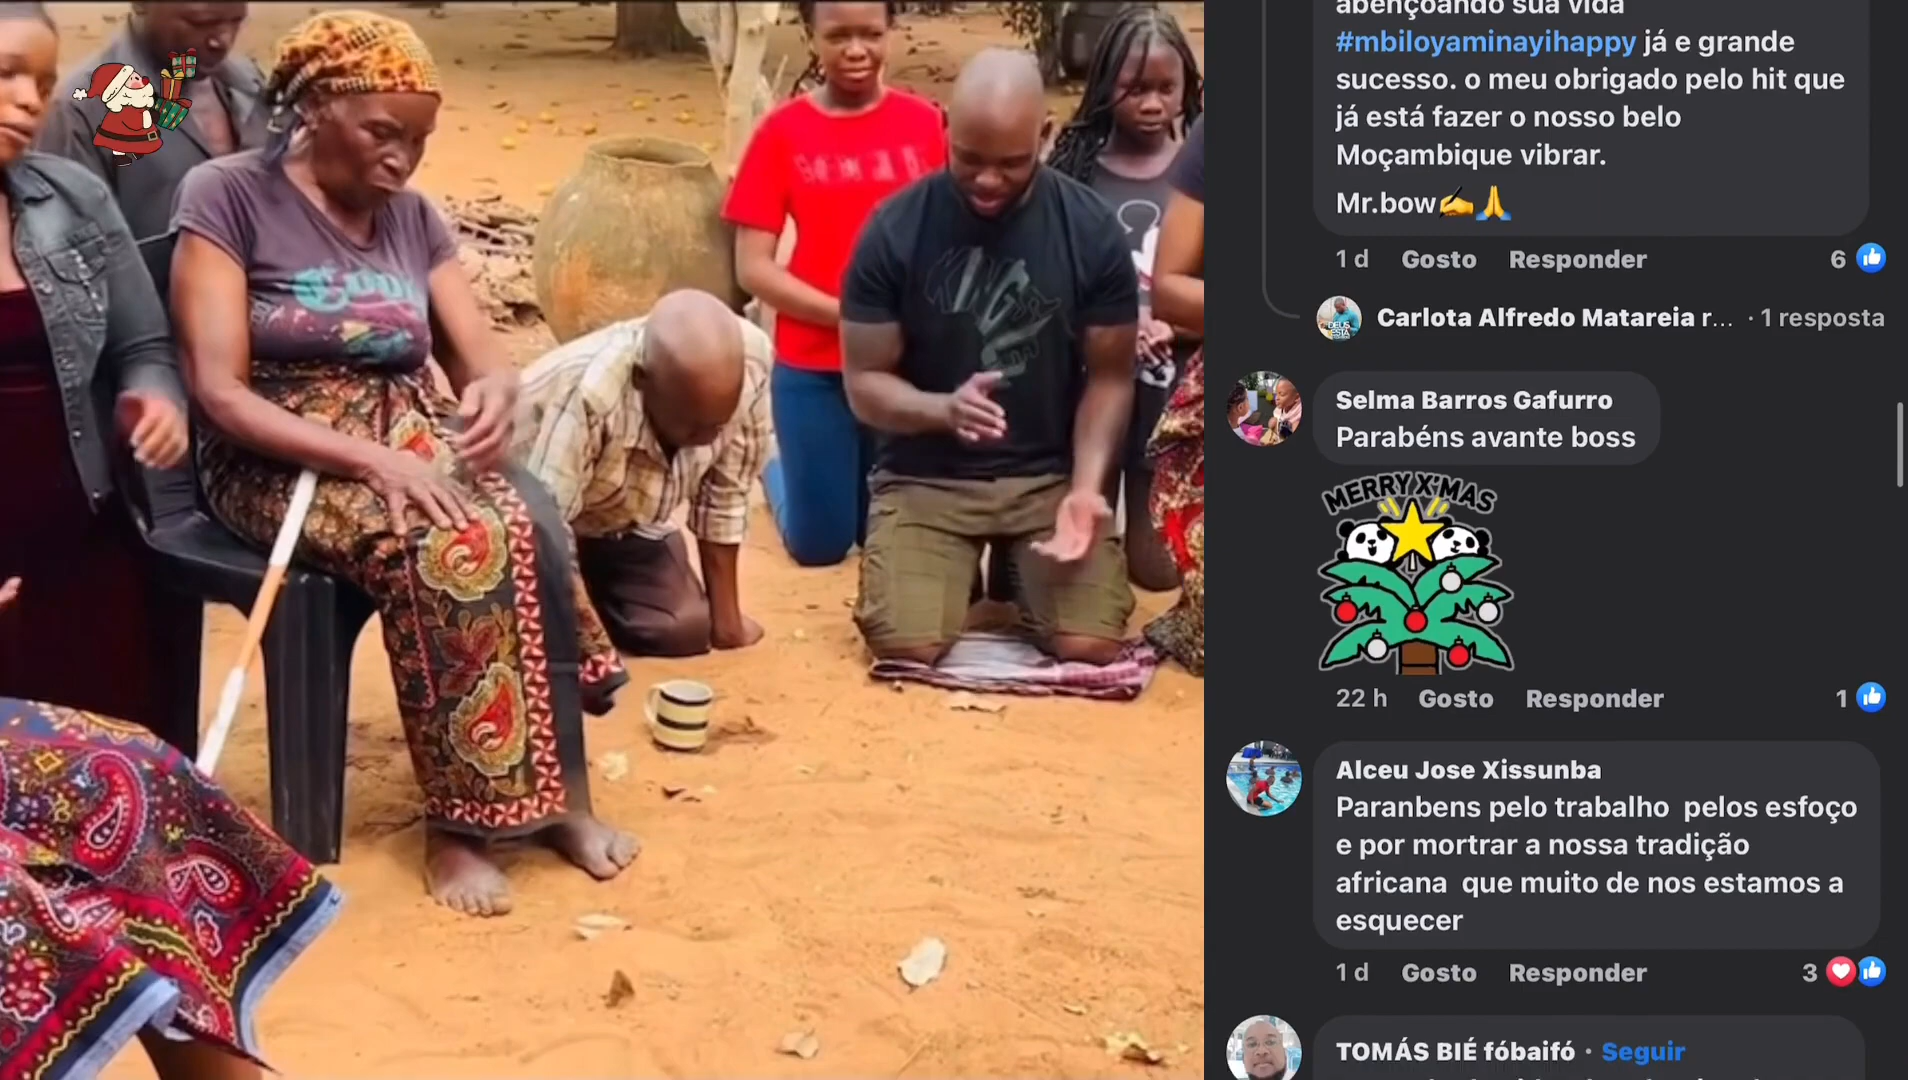 abençoando sua vida
#mbiloyaminayihappy já e grande
sucesso. o meu obrigado pelo hit que
já está fazer o nosso belo
Moçambique vibrar.
Mr.bow✍️🙏
1 d Gosto Responder 6
Carlota Alfredo Matareia r... · 1 resposta
Selma Barros Gafurro
Parabéns avante boss
MERRY X'MAS
22 h Gosto Responder 1
Alceu Jose Xissunba
Paranbens pelo trabalho pelos esfoço
e por mortrar a nossa tradição
africana que muito de nos estamos a
esquecer
1 d Gosto Responder 3
TOMÁS BIÉ fóbaifó · Seguir